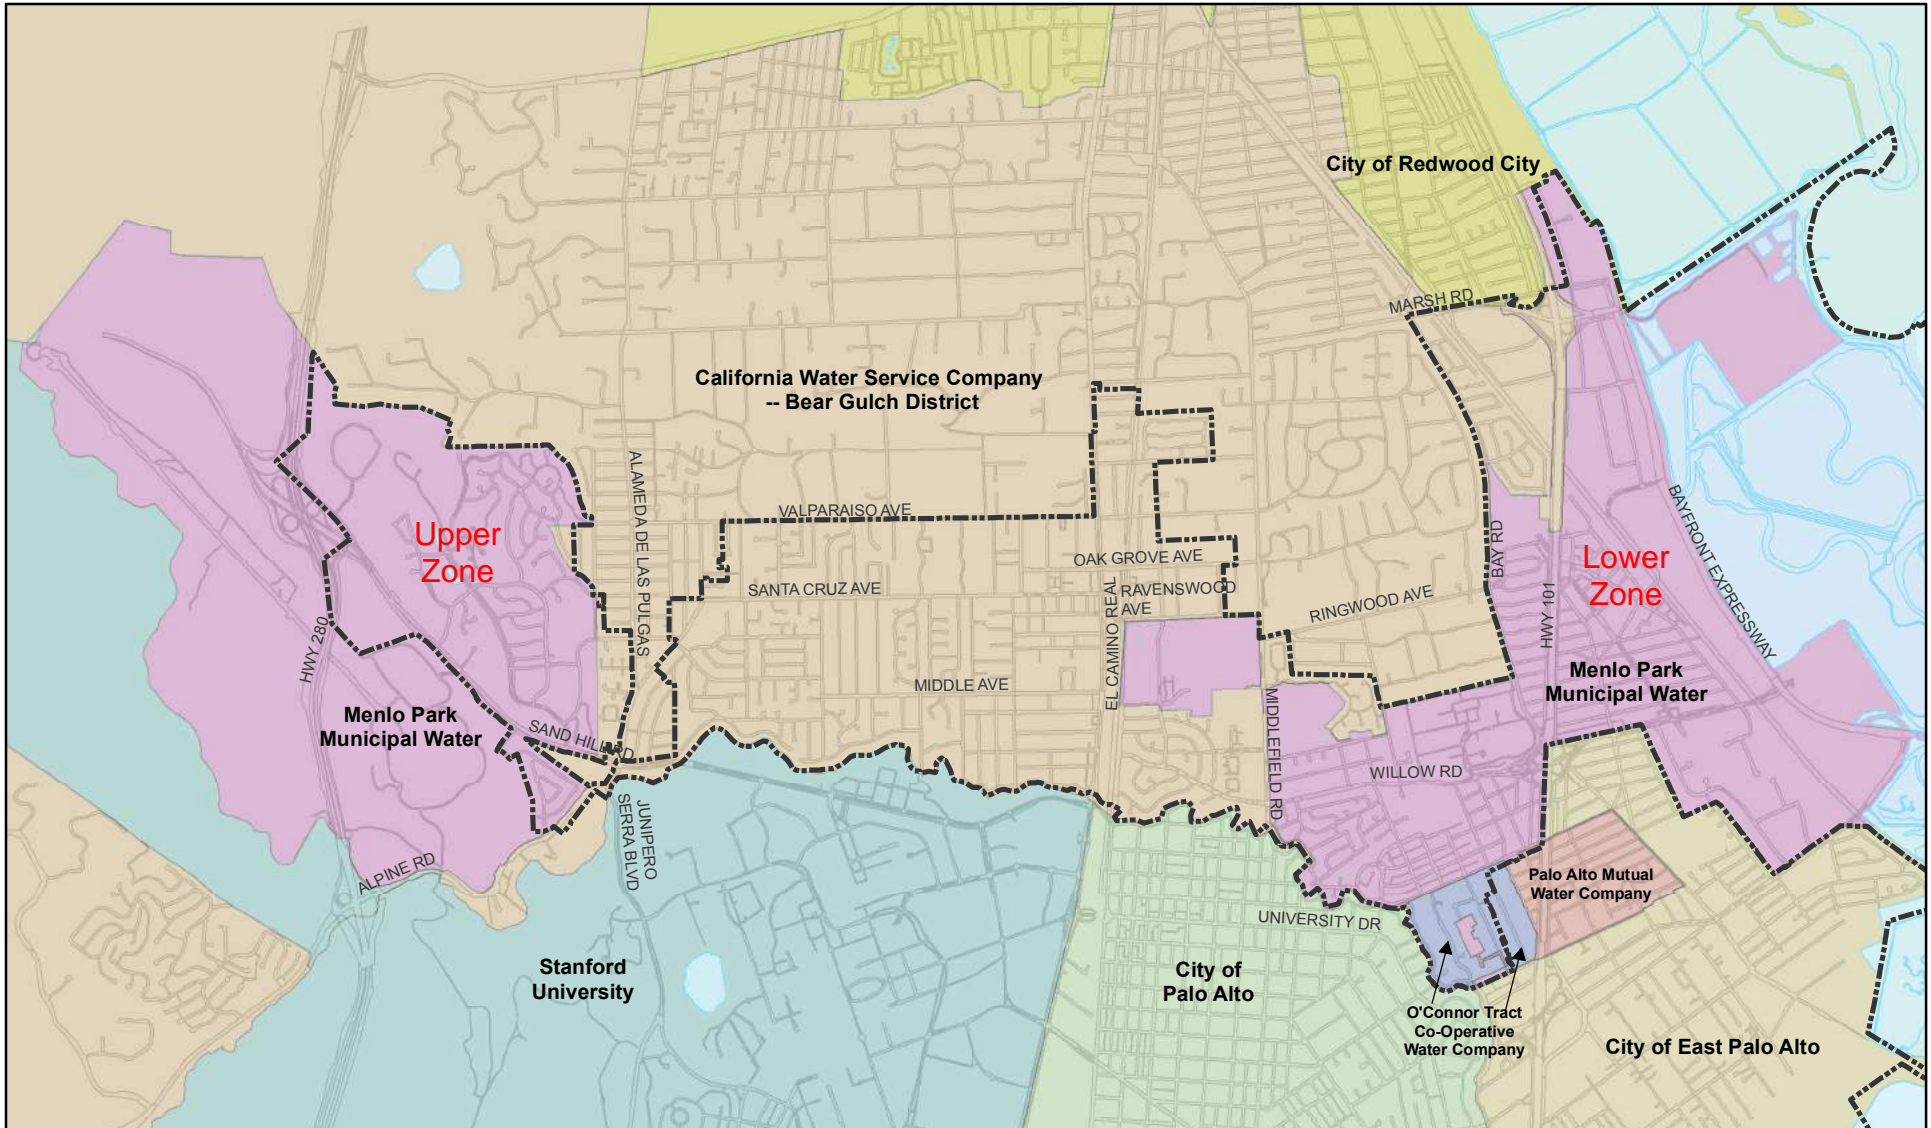 City of Redwood City
MARSH RD
California Water Service Company
-- Bear Gulch District
ALAMEDA DE LAS PULGAS
VALPARAISO AVE
BAYFRONT EXPRESSWAY
Upper
Zone
OAK GROVE AVE
BAY RD
Lower
Zone
SANTA CRUZ AVE
EL CAMINO REAL
RAVENSWOOD
AVE
RINGWOOD AVE
HWY 101
HWY 280
MIDDLE AVE
Menlo Park
Municipal Water
MIDDLEFIELD RD
Menlo Park
Municipal Water
SAND HILL RD
WILLOW RD
JUNIPERO
SERRA BLVD
ALPINE RD
Palo Alto Mutual
Water Company
UNIVERSITY DR
Stanford
University
City of
Palo Alto
O'Connor Tract
Co-Operative
Water Company
City of East Palo Alto